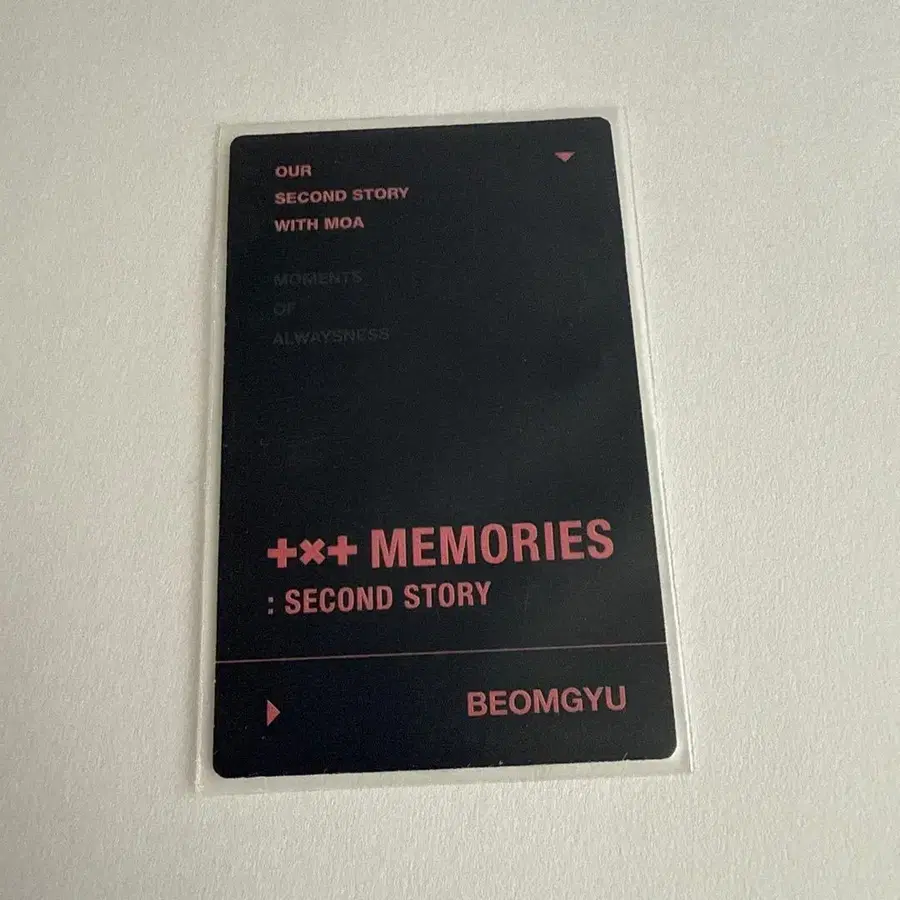 OUR
SECOND STORY
WITH MOA
MOMENTS
OF
ALWAYSNESS
+×+ MEMORIES
: SECOND STORY
BEOMGYU